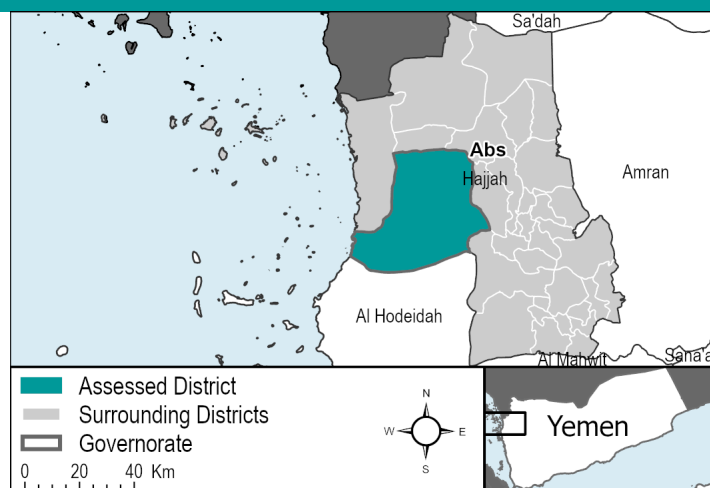 Sa'dah
Abs
Hajjah
Amran
Al Hodeidah
Al Mahwit
Sana'a
Assessed District
Surrounding Districts
Governorate
0 20 40 Km
N
W E
S
Yemen